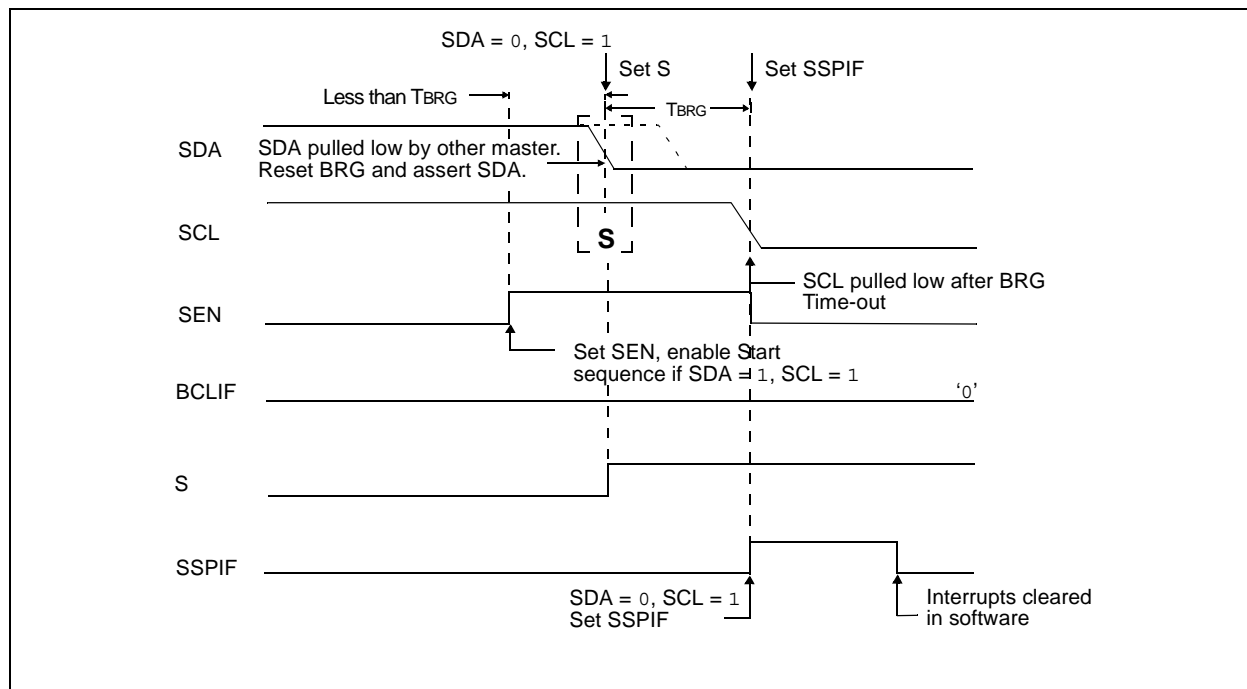 SDA = 0, SCL = 1
Set S
Set SSPIF
Less than TBRG
TBRG
SDA
SDA pulled low by other master.
Reset BRG and assert SDA.
SCL
S
SCL pulled low after BRG
Time-out
SEN
Set SEN, enable Start
sequence if SDA = 1, SCL = 1
BCLIF
‘0’
S
SSPIF
SDA = 0, SCL = 1
Set SSPIF
Interrupts cleared
in software